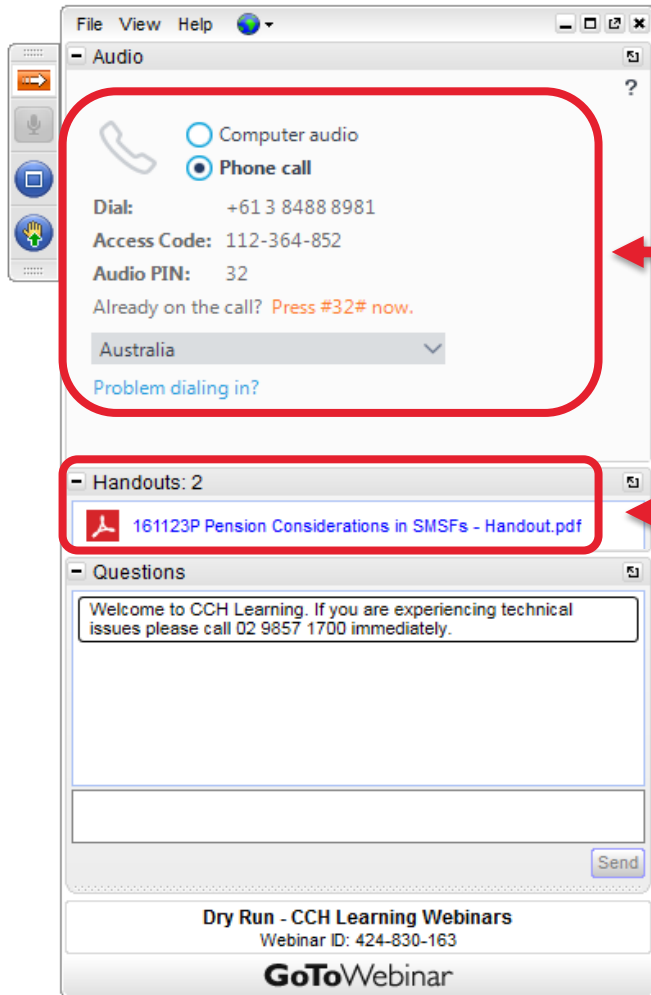 File View Help
Audio
?
Computer audio
Phone call
Dial: +61 3 8488 8981
Access Code: 112-364-852
Audio PIN: 32
Already on the call? Press #32# now.
Australia
Problem dialing in?
Handouts: 2
161123P Pension Considerations in SMSFs - Handout.pdf
Questions
Welcome to CCH Learning. If you are experiencing technical
issues please call 02 9857 1700 immediately.
Send
Dry Run - CCH Learning Webinars
Webinar ID: 424-830-163
GoToWebinar